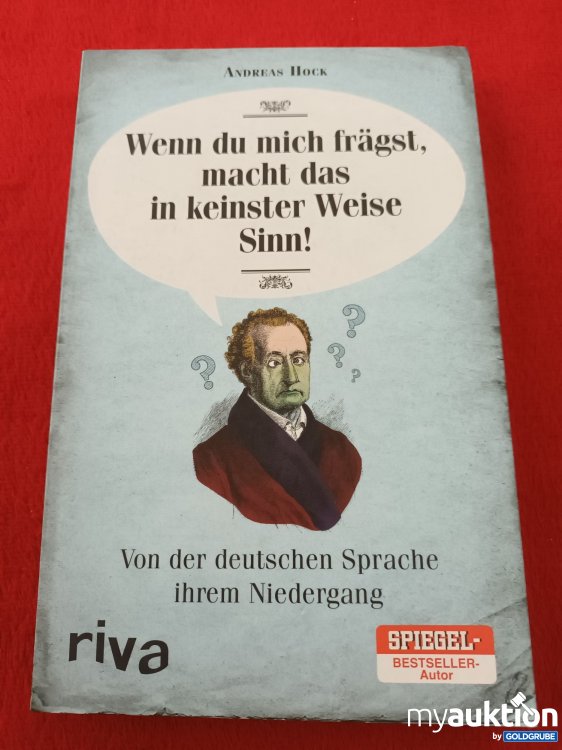 ANDREAS HOCK
Wenn du mich frägst,
macht das
in keinster Weise
Sinn!
?
?
?
?
Von der deutschen Sprache
ihrem Niedergang
riva
SPIEGEL-
BESTSELLER-
Autor
myauktion
by GOLDGRUBE